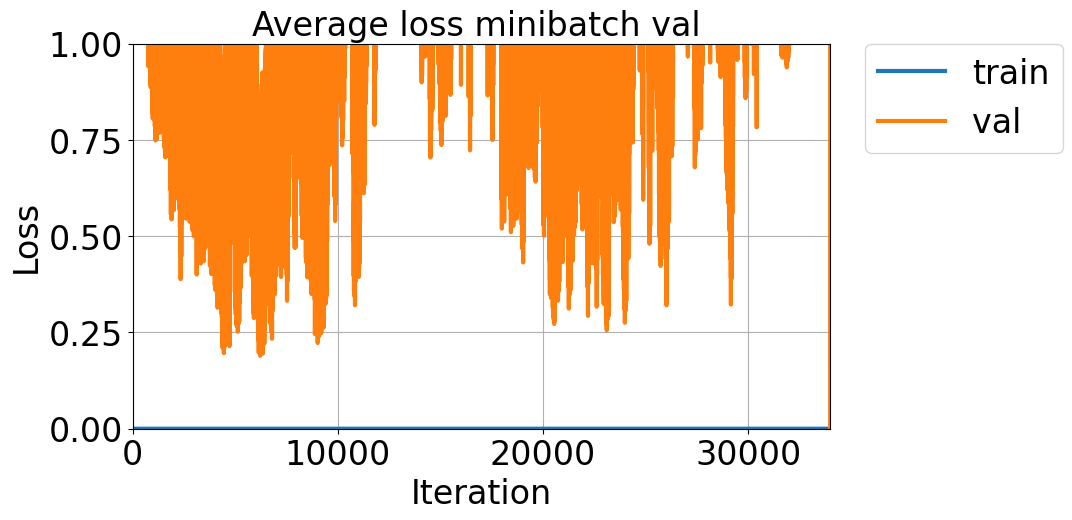 Average loss minibatch val
1.00
0.75
0.50
0.25
0.00
Loss
0
10000
20000
30000
Iteration
train
val